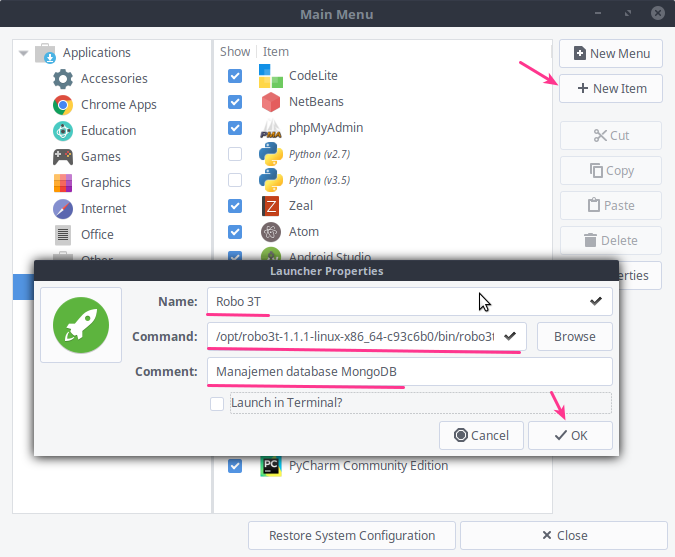 Main Menu
Applications
Accessories
Chrome Apps
Education
Games
Graphics
Internet
Office
Other
Show Item
CodeLite
NetBeans
phpMyAdmin
Python (v2.7)
Python (v3.5)
Zeal
Atom
Android Studio
New Menu
New Item
Cut
Copy
Paste
Delete
erties
Launcher Properties
Name: Robo 3T
Command: /opt/robo3t-1.1.1-linux-x86_64-c93c6b0/bin/robo3t Browse
Comment: Manajemen database MongoDB
Launch in Terminal?
Cancel OK
PyCharm Community Edition
Restore System Configuration Close